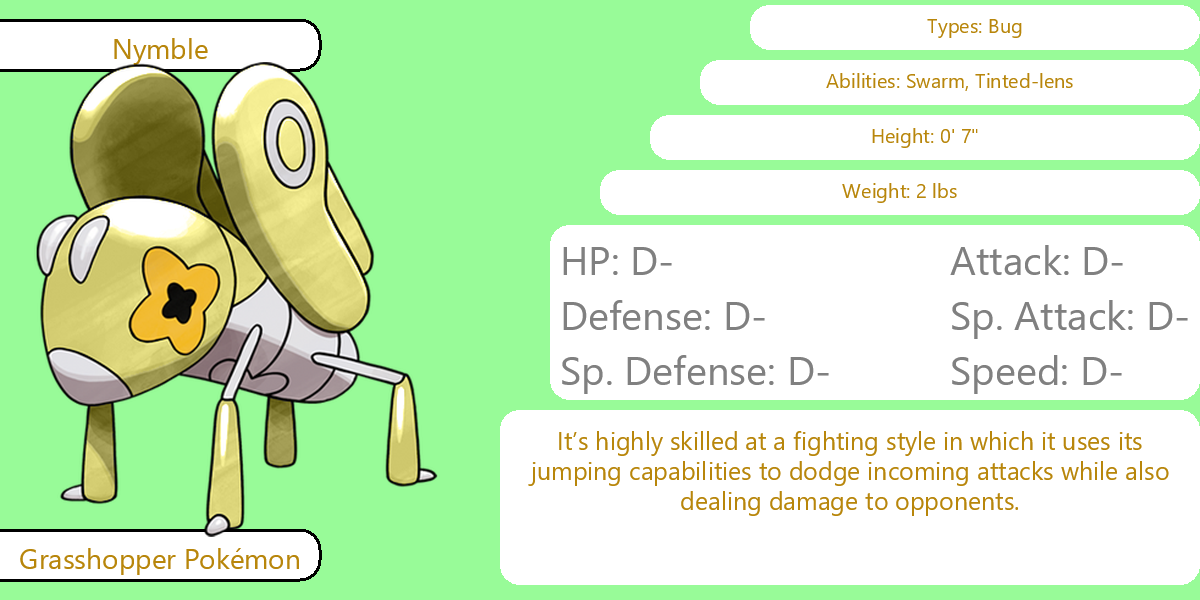 Nymble
Types: Bug
Abilities: Swarm, Tinted-lens
Height: 0' 7"
Weight: 2 lbs
HP: D-
Attack: D-
Defense: D-
Sp. Attack: D-
Sp. Defense: D-
Speed: D-
It’s highly skilled at a fighting style in which it uses its
jumping capabilities to dodge incoming attacks while also
dealing damage to opponents.
Grasshopper Pokémon